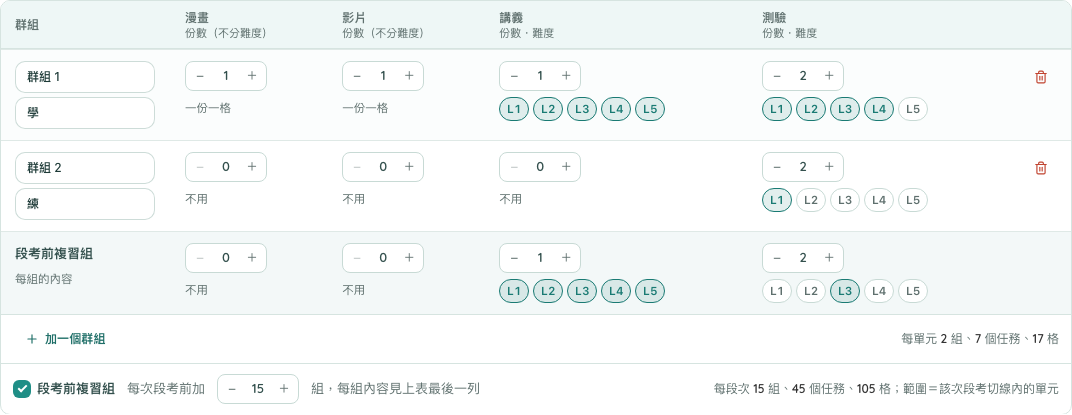 群組 漫畫 影片 講義 測驗
份數（不分難度） 份數（不分難度） 份數・難度 份數・難度
群組 1 − 1 + − 1 + − 1 + − 2 +
學 一份一格 一份一格 L1 L2 L3 L4 L5 L1 L2 L3 L4 L5
群組 2 − 0 + − 0 + − 0 + − 2 +
練 不用 不用 不用 L1 L2 L3 L4 L5
段考前複習組 − 0 + − 0 + − 1 + − 2 +
每組的內容 不用 不用 L1 L2 L3 L4 L5 L1 L2 L3 L4 L5
+ 加一個群組 每單元 2 組、7 個任務、17 格
段考前複習組 每次段考前加 − 15 + 組，每組內容見上表最後一列 每段次 15 組、45 個任務、105 格；範圍＝該次段考切線內的單元